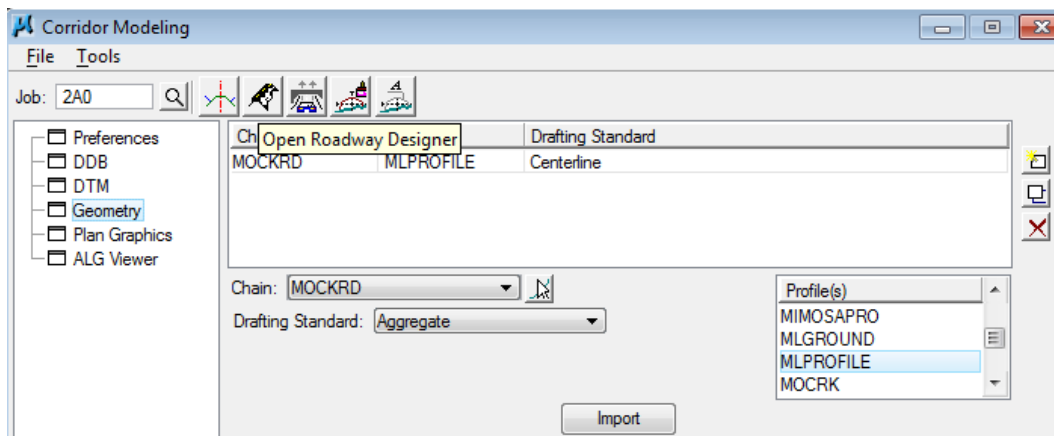 Corridor Modeling
File Tools
Job: 2A0
Open Roadway Designer
Preferences
DDB
DTM
Geometry
Plan Graphics
ALG Viewer
Ch Drafting Standard
MOCKRD MLPROFILE Centerline
Chain: MOCKRD
Drafting Standard: Aggregate
Profile(s)
MIMOSAPRO
MLGROUND
MLPROFILE
MOCRK
Import